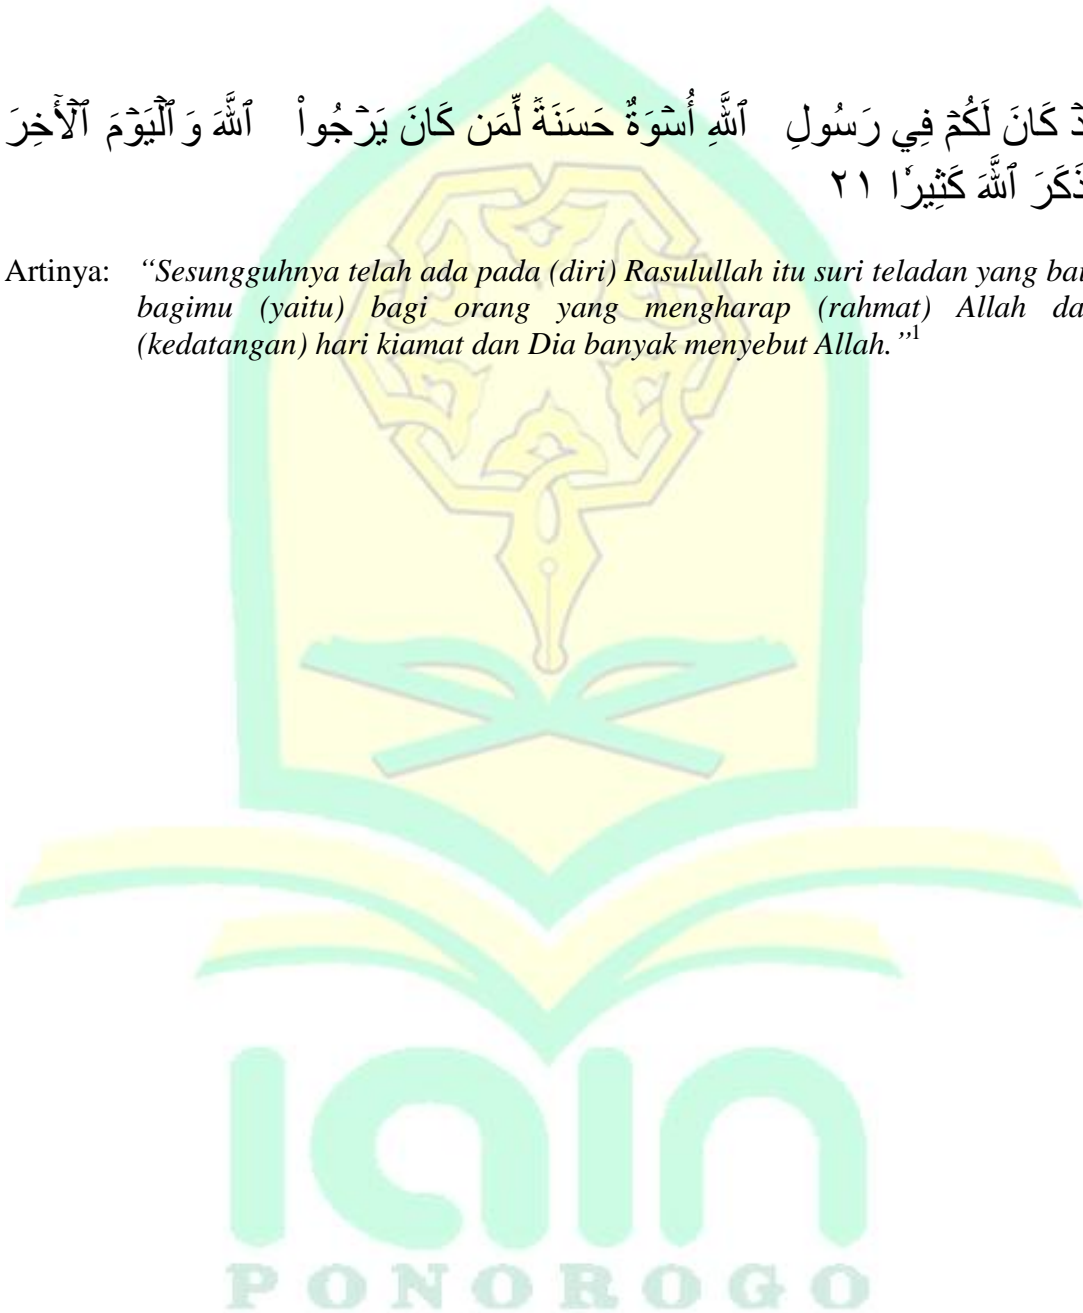 كَانَ لَكُمۡ فِي رَسُولِ ٱللَّهِ أُسۡوَةٌ حَسَنَةٞ لِّمَن كَانَ يَرۡجُواْ ٱللَّهَ وَٱلۡيَوۡمَ ٱلۡأٓخِرَ
ذَكَرَ ٱللَّهَ كَثِيرٗا ٢١
Artinya: “Sesungguhnya telah ada pada (diri) Rasulullah itu suri teladan yang
bagimu (yaitu) bagi orang yang mengharap (rahmat) Allah
(kedatangan) hari kiamat dan Dia banyak menyebut Allah.”1
iain
PONOROGO